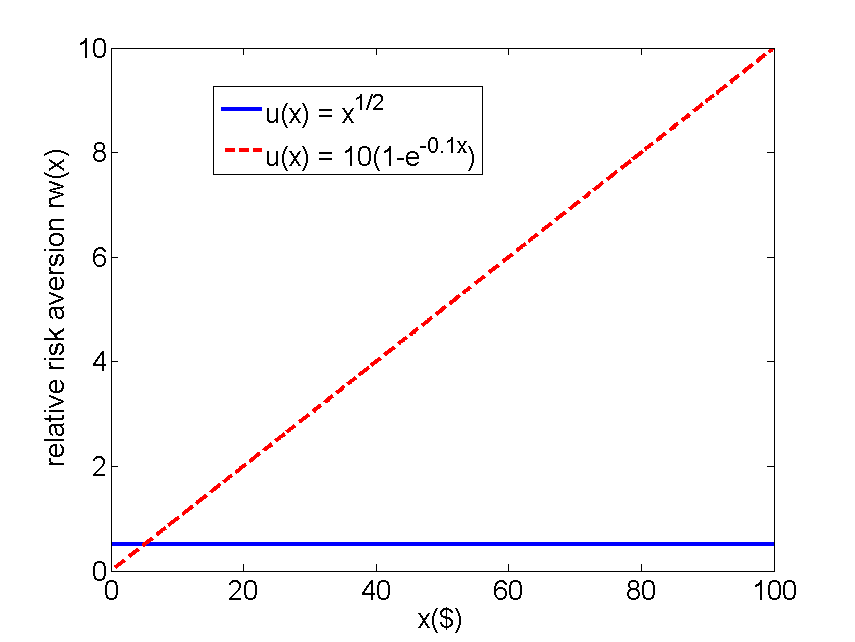 10
8
6
4
2
0
relative risk aversion rw(x)
u(x) = x^{1/2}
u(x) = 10(1-e^{-0.1x})
0 20 40 60 80 100
x($)